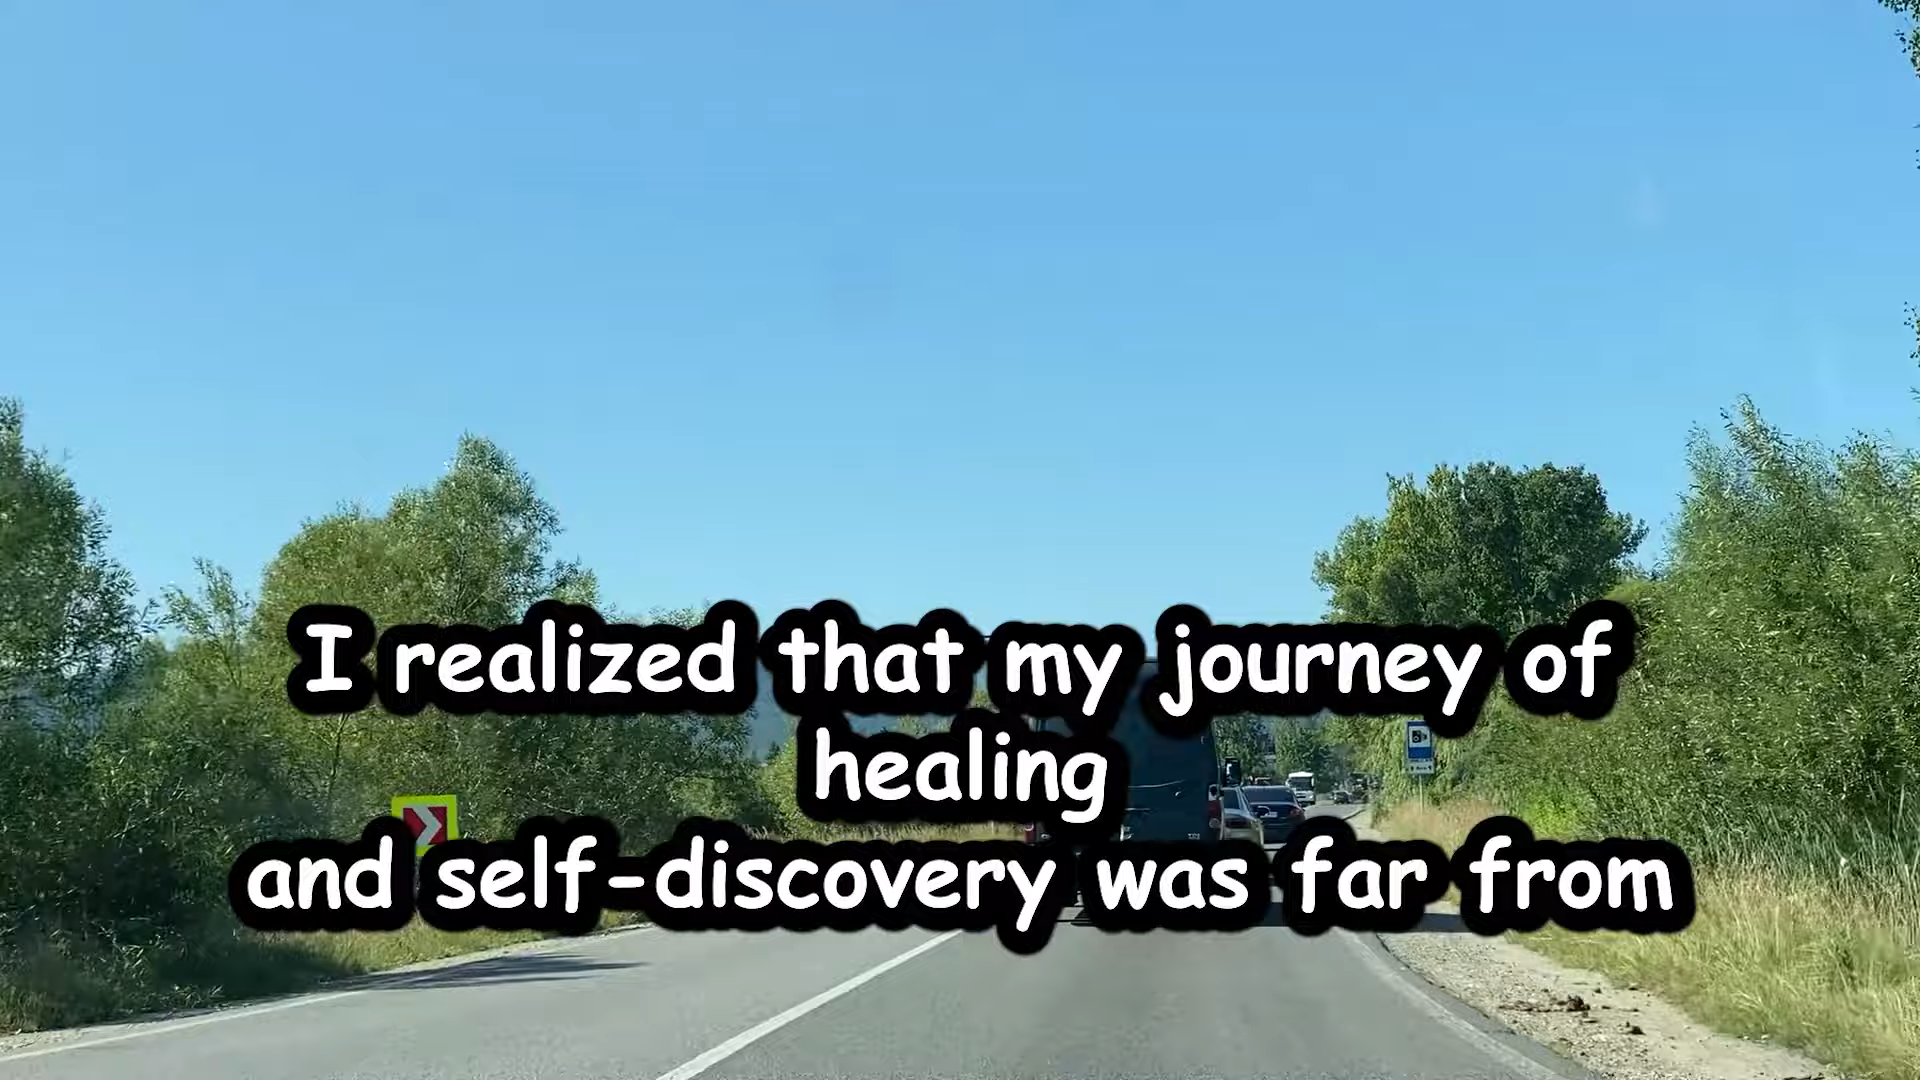 I realized that my journey of
healing
and self-discovery was far from